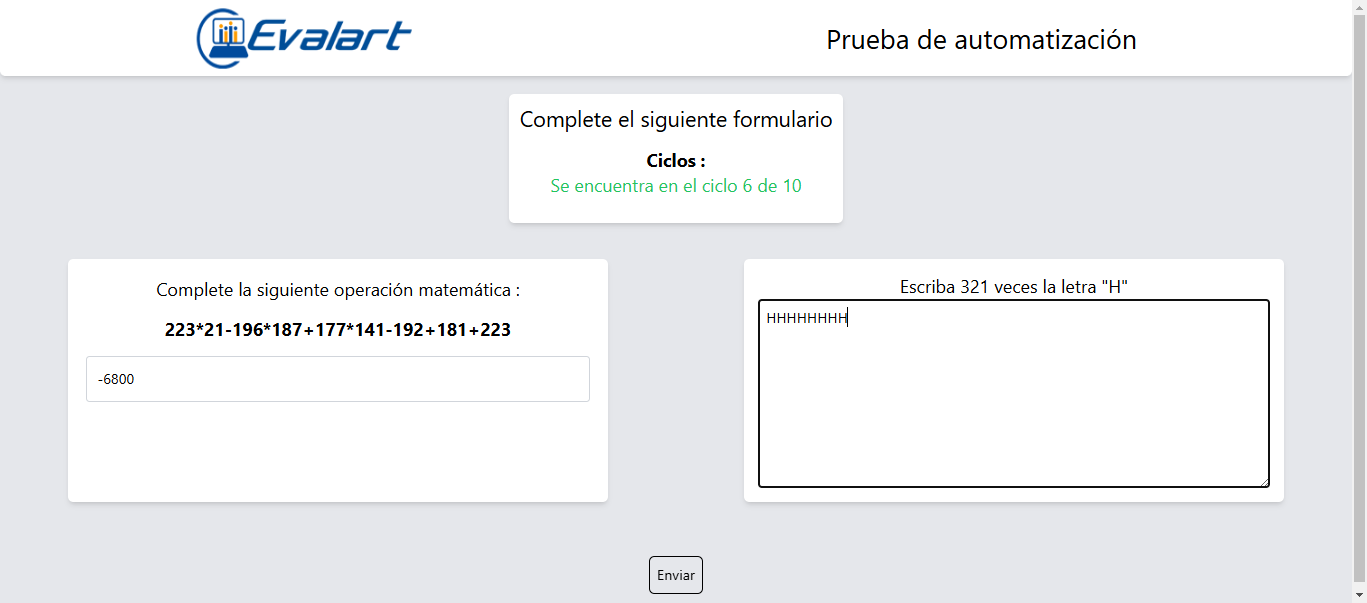 Evalart
Prueba de automatización
Complete el siguiente formulario
Ciclos :
Se encuentra en el ciclo 6 de 10
Complete la siguiente operación matemática :
223*21-196*187+177*141-192+181+223
-6800
Escriba 321 veces la letra "H"
HHHHHHHH
Enviar